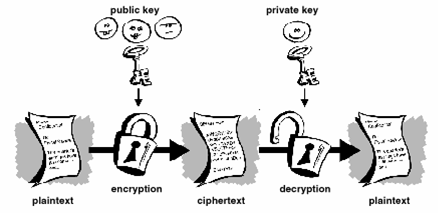 public key
private key
plaintext
encryption
ciphertext
decryption
plaintext